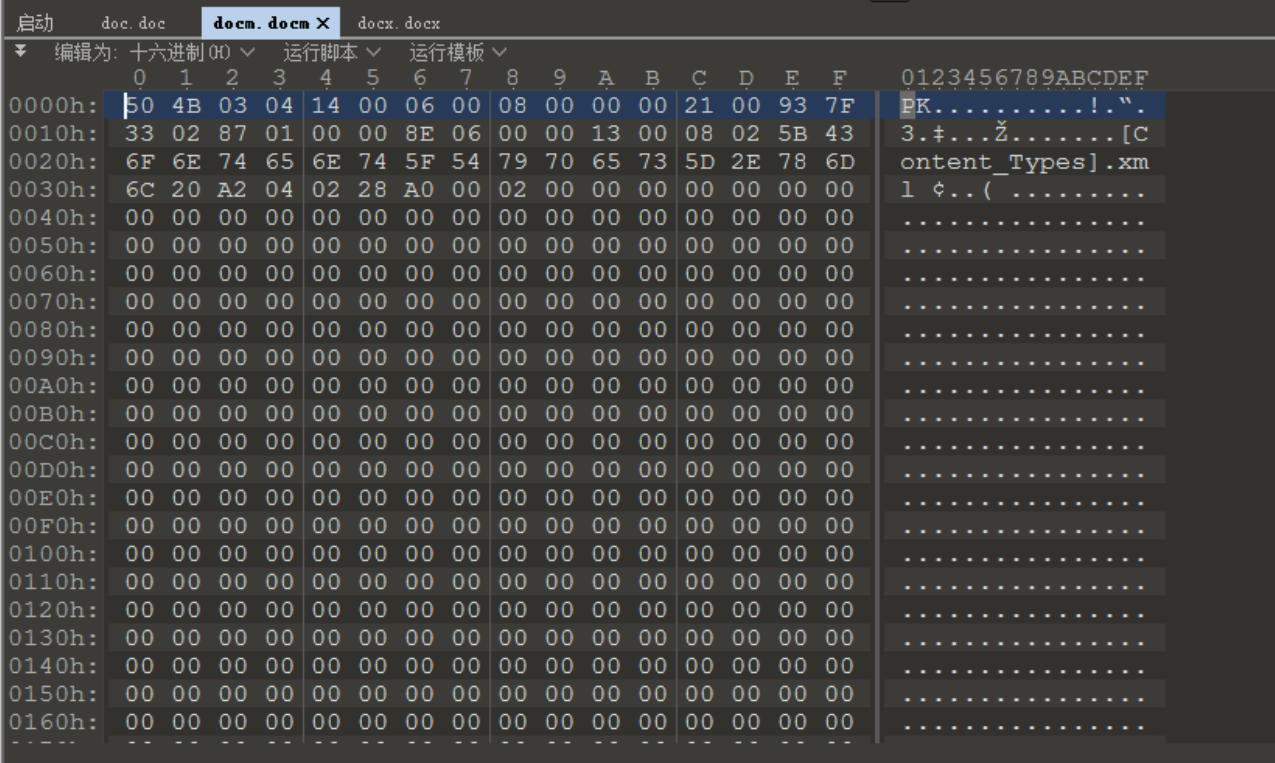 启动 doc.doc docm.docm × docx.docx
编辑为: 十六进制(H) 运行脚本 运行模板
0 1 2 3 4 5 6 7 8 9 A B C D E F 0123456789ABCDEF
0000h: 50 4B 03 04 14 00 06 00 08 00 00 00 21 00 93 7F PK..........!.“.
0010h: 33 02 87 01 00 00 8E 06 00 00 13 00 08 02 5B 43 3.‡...Ž.......[C
0020h: 6F 6E 74 65 6E 74 5F 54 79 70 65 73 5D 2E 78 6D ontent_Types].xm
0030h: 6C 20 A2 04 02 28 A0 00 02 00 00 00 00 00 00 00 l ¢..( .........
0040h: 00 00 00 00 00 00 00 00 00 00 00 00 00 00 00 00 ................
0050h: 00 00 00 00 00 00 00 00 00 00 00 00 00 00 00 00 ................
0060h: 00 00 00 00 00 00 00 00 00 00 00 00 00 00 00 00 ................
0070h: 00 00 00 00 00 00 00 00 00 00 00 00 00 00 00 00 ................
0080h: 00 00 00 00 00 00 00 00 00 00 00 00 00 00 00 00 ................
0090h: 00 00 00 00 00 00 00 00 00 00 00 00 00 00 00 00 ................
00A0h: 00 00 00 00 00 00 00 00 00 00 00 00 00 00 00 00 ................
00B0h: 00 00 00 00 00 00 00 00 00 00 00 00 00 00 00 00 ................
00C0h: 00 00 00 00 00 00 00 00 00 00 00 00 00 00 00 00 ................
00D0h: 00 00 00 00 00 00 00 00 00 00 00 00 00 00 00 00 ................
00E0h: 00 00 00 00 00 00 00 00 00 00 00 00 00 00 00 00 ................
00F0h: 00 00 00 00 00 00 00 00 00 00 00 00 00 00 00 00 ................
0100h: 00 00 00 00 00 00 00 00 00 00 00 00 00 00 00 00 ................
0110h: 00 00 00 00 00 00 00 00 00 00 00 00 00 00 00 00 ................
0120h: 00 00 00 00 00 00 00 00 00 00 00 00 00 00 00 00 ................
0130h: 00 00 00 00 00 00 00 00 00 00 00 00 00 00 00 00 ................
0140h: 00 00 00 00 00 00 00 00 00 00 00 00 00 00 00 00 ................
0150h: 00 00 00 00 00 00 00 00 00 00 00 00 00 00 00 00 ................
0160h: 00 00 00 00 00 00 00 00 00 00 00 00 00 00 00 00 ................